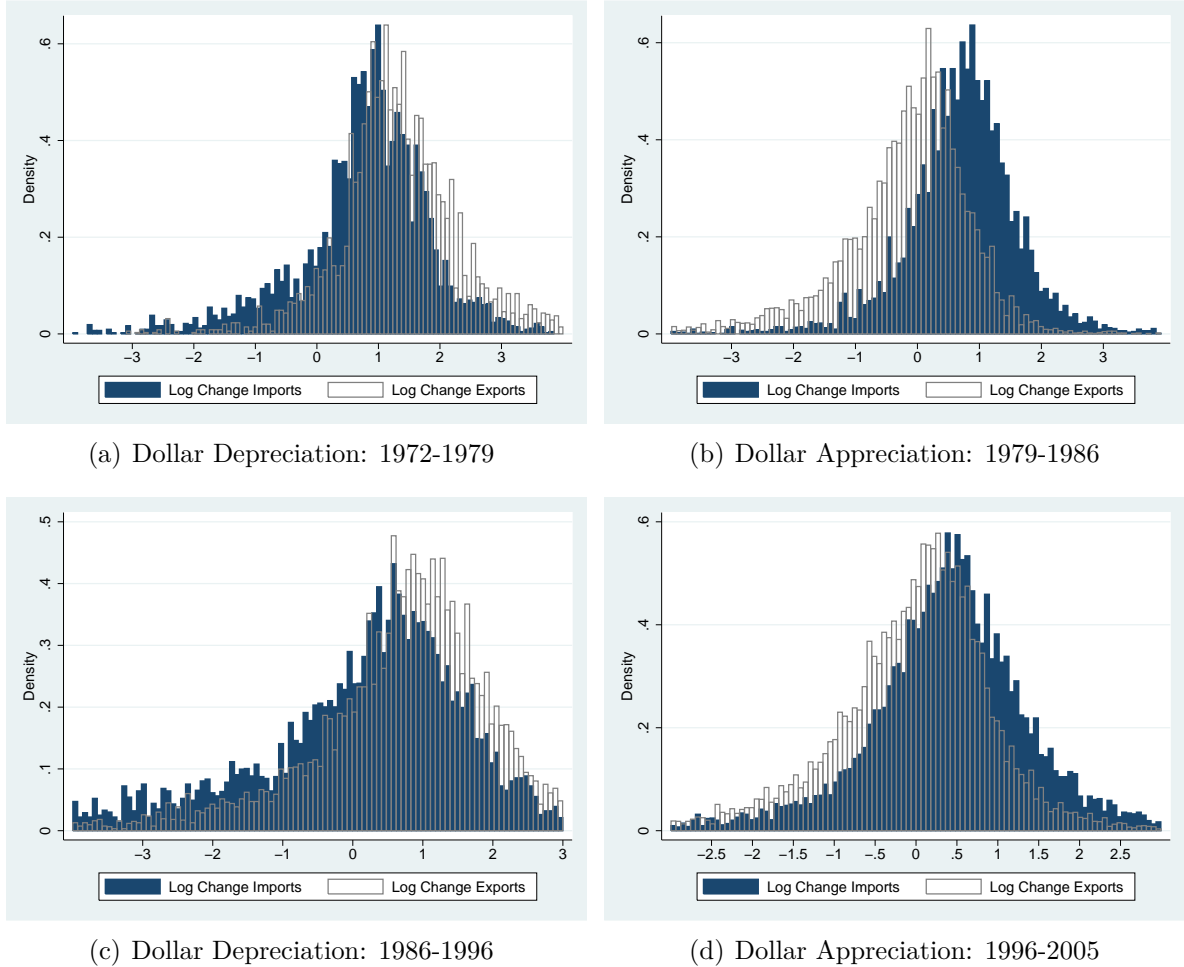 .6
.4
.2
0
Density
−3 −2 −1 0 1 2 3
Log Change Imports Log Change Exports
(a) Dollar Depreciation: 1972-1979
.6
.4
.2
0
Density
−3 −2 −1 0 1 2 3
Log Change Imports Log Change Exports
(b) Dollar Appreciation: 1979-1986
.5
.4
.3
.2
.1
0
Density
−3 −2 −1 0 1 2 3
Log Change Imports Log Change Exports
(c) Dollar Depreciation: 1986-1996
.6
.4
.2
0
Density
−2.5 −2 −1.5 −1 −.5 0 .5 1 1.5 2 2.5
Log Change Imports Log Change Exports
(d) Dollar Appreciation: 1996-2005